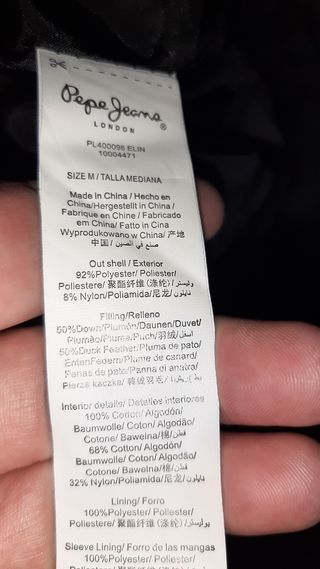 Pepe Jeans®
LONDON
PL400096 ELIN
10004471
SIZE M / TALLA MEDIANA
Made in China / Hecho en
China/Hergestellt in China /
Fabrique en Chine / Fabricado
em China/ Fatto in Cina
Wyprodukowano w China/ 产地
中国 / صنع في الصين
Out shell / Exterior
92%Polyester/ Poliester/
Poliestere/ 聚酯纤维 (涤纶) / بوليستر
8% Nylon/Poliamida/尼龙/ نايلون
Filling/Relleno
50%Down/Plumón/Daunen/Duvet/
Piumão/Piuma/Puch/羽绒/
50%Duck Feather/Pluma de pato/
EntenFedern/Plume de canard/
Penas de pato/Panna di anatra/
Pierze kaczka/
Interior details/ Detalles interiores
100% Cotton/ Algodón/
Baumwolle/ Coton/ Algodão/
Cotone/ Bawelna/棉/ قطن
68% Cotton/ Algodón/
Baumwolle/ Coton/ Algodão/
Cotone/ Bawelna/棉/ قطن
32% Nylon/Poliamida/尼龙/ نايلون
Lining/ Forro
100%Polyester/ Poliester/
Poliestere/ 聚酯纤维 (涤纶) / بوليستر
Sleeve Lining/ Forro de las mangas
100%Polyester/ Poliester/